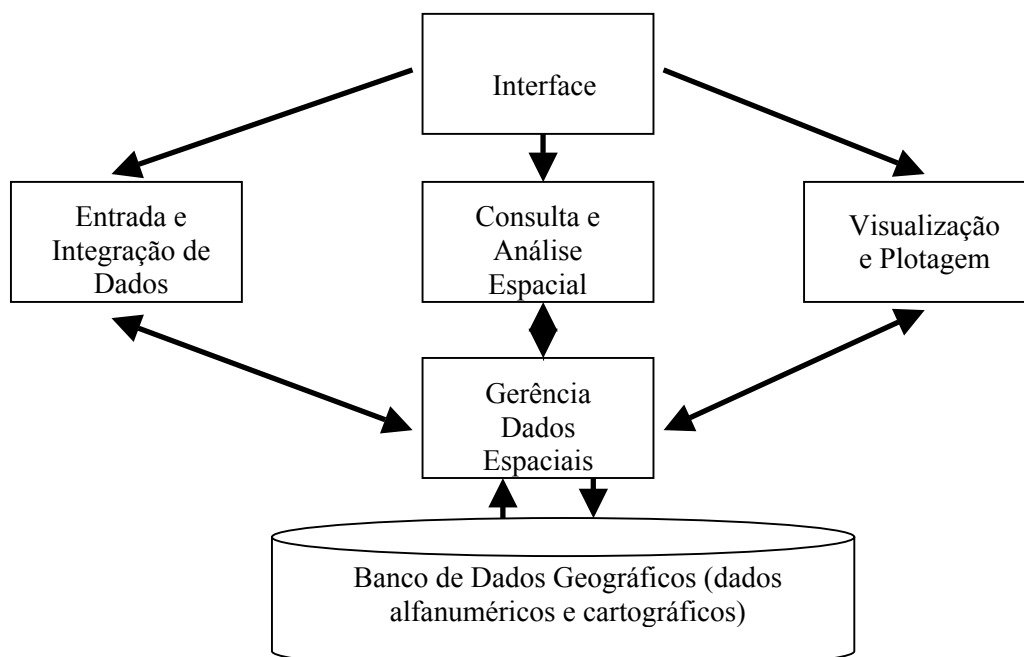 Interface
Entrada e
Integração de
Dados
Consulta e
Análise
Espacial
Visualização
e Plotagem
Gerência
Dados
Espaciais
Banco de Dados Geográficos (dados
alfanuméricos e cartográficos)